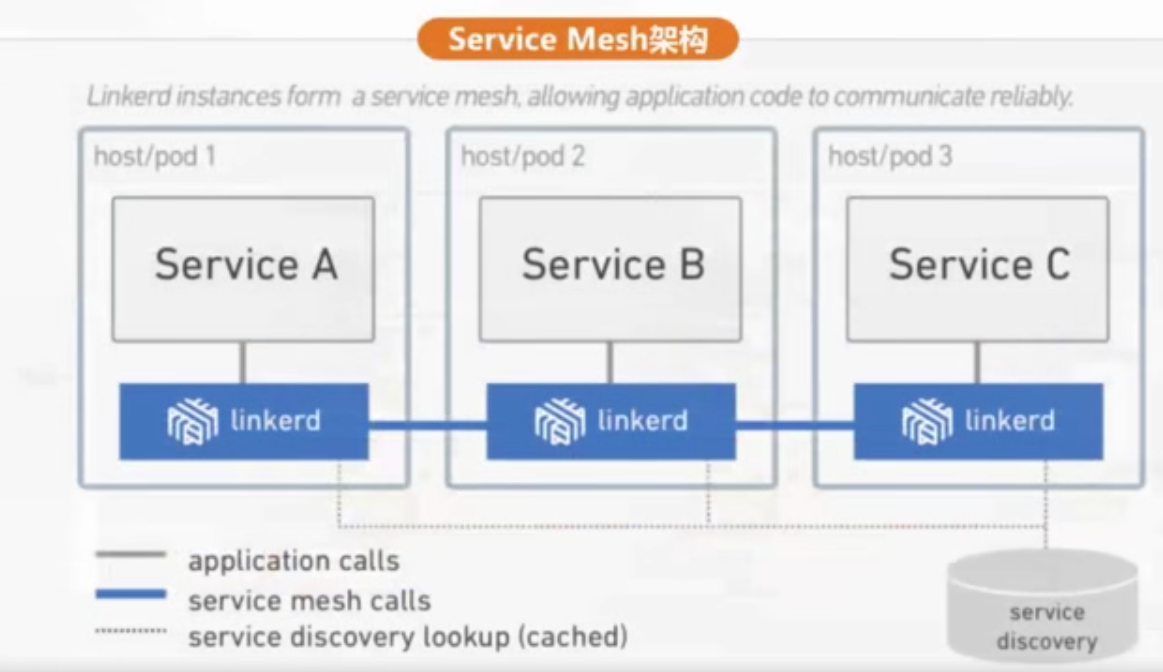 Service Mesh架构
Linkerd instances form a service mesh, allowing application code to communicate reliably.
host/pod 1
host/pod 2
host/pod 3
Service A
Service B
Service C
linkerd
linkerd
linkerd
application calls
service mesh calls
service discovery lookup (cached)
service
discovery